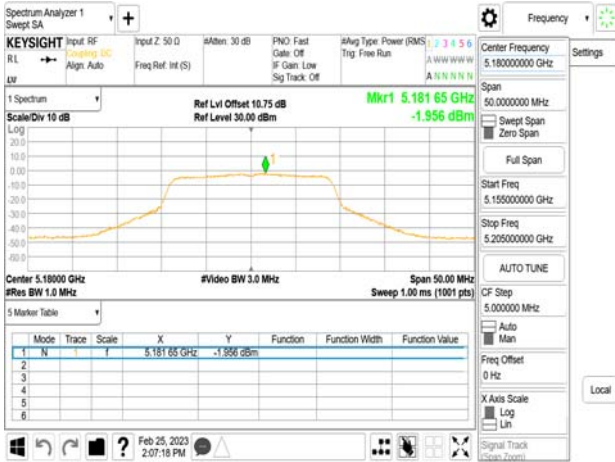 Spectrum Analyzer 1
Swept SA
Frequency
KEYSIGHT Input: RF
Coupling: DC
Align: Auto
Input Z: 50 Ω
Freq Ref: Int (S)
#Atten: 30 dB
PNO: Fast
Gate: Off
IF Gain: Low
Sig Track: Off
#Avg Type: Power (RMS
Trig: Free Run
1 2 3 4 5 6
A W W W W W
A N N N N N
RL
Settings
Center Frequency
5.180000000 GHz
Span
50.0000000 MHz
Swept Span
Zero Span
Full Span
Start Freq
5.155000000 GHz
Stop Freq
5.205000000 GHz
AUTO TUNE
CF Step
5.000000 MHz
Auto
Man
Freq Offset
0 Hz
X Axis Scale
Log
Lin
Signal Track
(Span Zoom)
Local
1 Spectrum
Scale/Div 10 dB
Ref Lvl Offset 10.75 dB
Ref Level 30.00 dBm
Mkr1 5.181 65 GHz
-1.956 dBm
Log
20.0
10.0
0.00
-10.0
-20.0
-30.0
-40.0
-50.0
-60.0
1
Center 5.18000 GHz
#Res BW 1.0 MHz
#Video BW 3.0 MHz
Span 50.00 MHz
Sweep 1.00 ms (1001 pts)
5 Marker Table
Mode Trace Scale X Y Function Function Width Function Value
1 N 1 f 5.181 65 GHz -1.956 dBm
2
3
4
5
6
?
Feb 25, 2023
2:07:18 PM